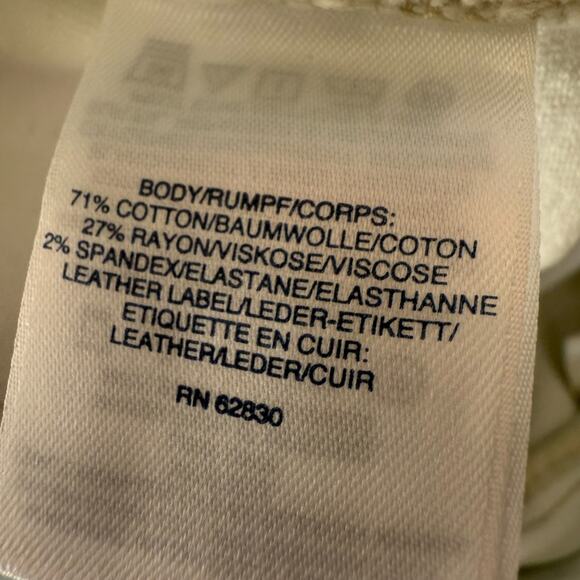 BODY/RUMPF/CORPS:
71% COTTON/BAUMWOLLE/COTON
27% RAYON/VISKOSE/VISCOSE
2% SPANDEX/ELASTANE/ELASTHANNE
LEATHER LABEL/LEDER-ETIKETT/
ETIQUETTE EN CUIR:
LEATHER/LEDER/CUIR
RN 62830